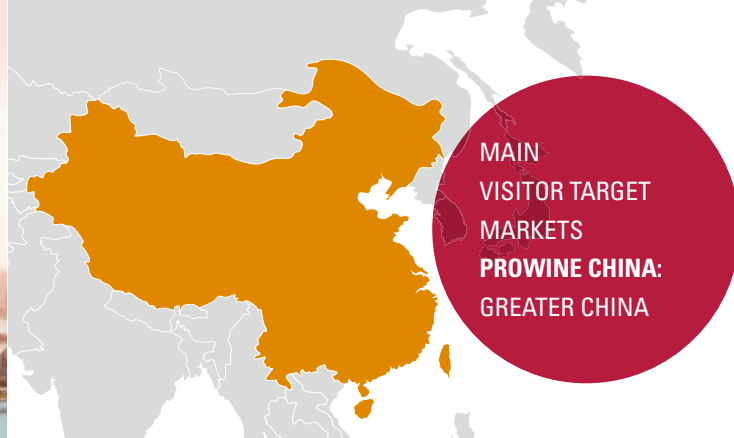 MAIN
VISITOR TARGET
MARKETS
PROWINE CHINA:
GREATER CHINA